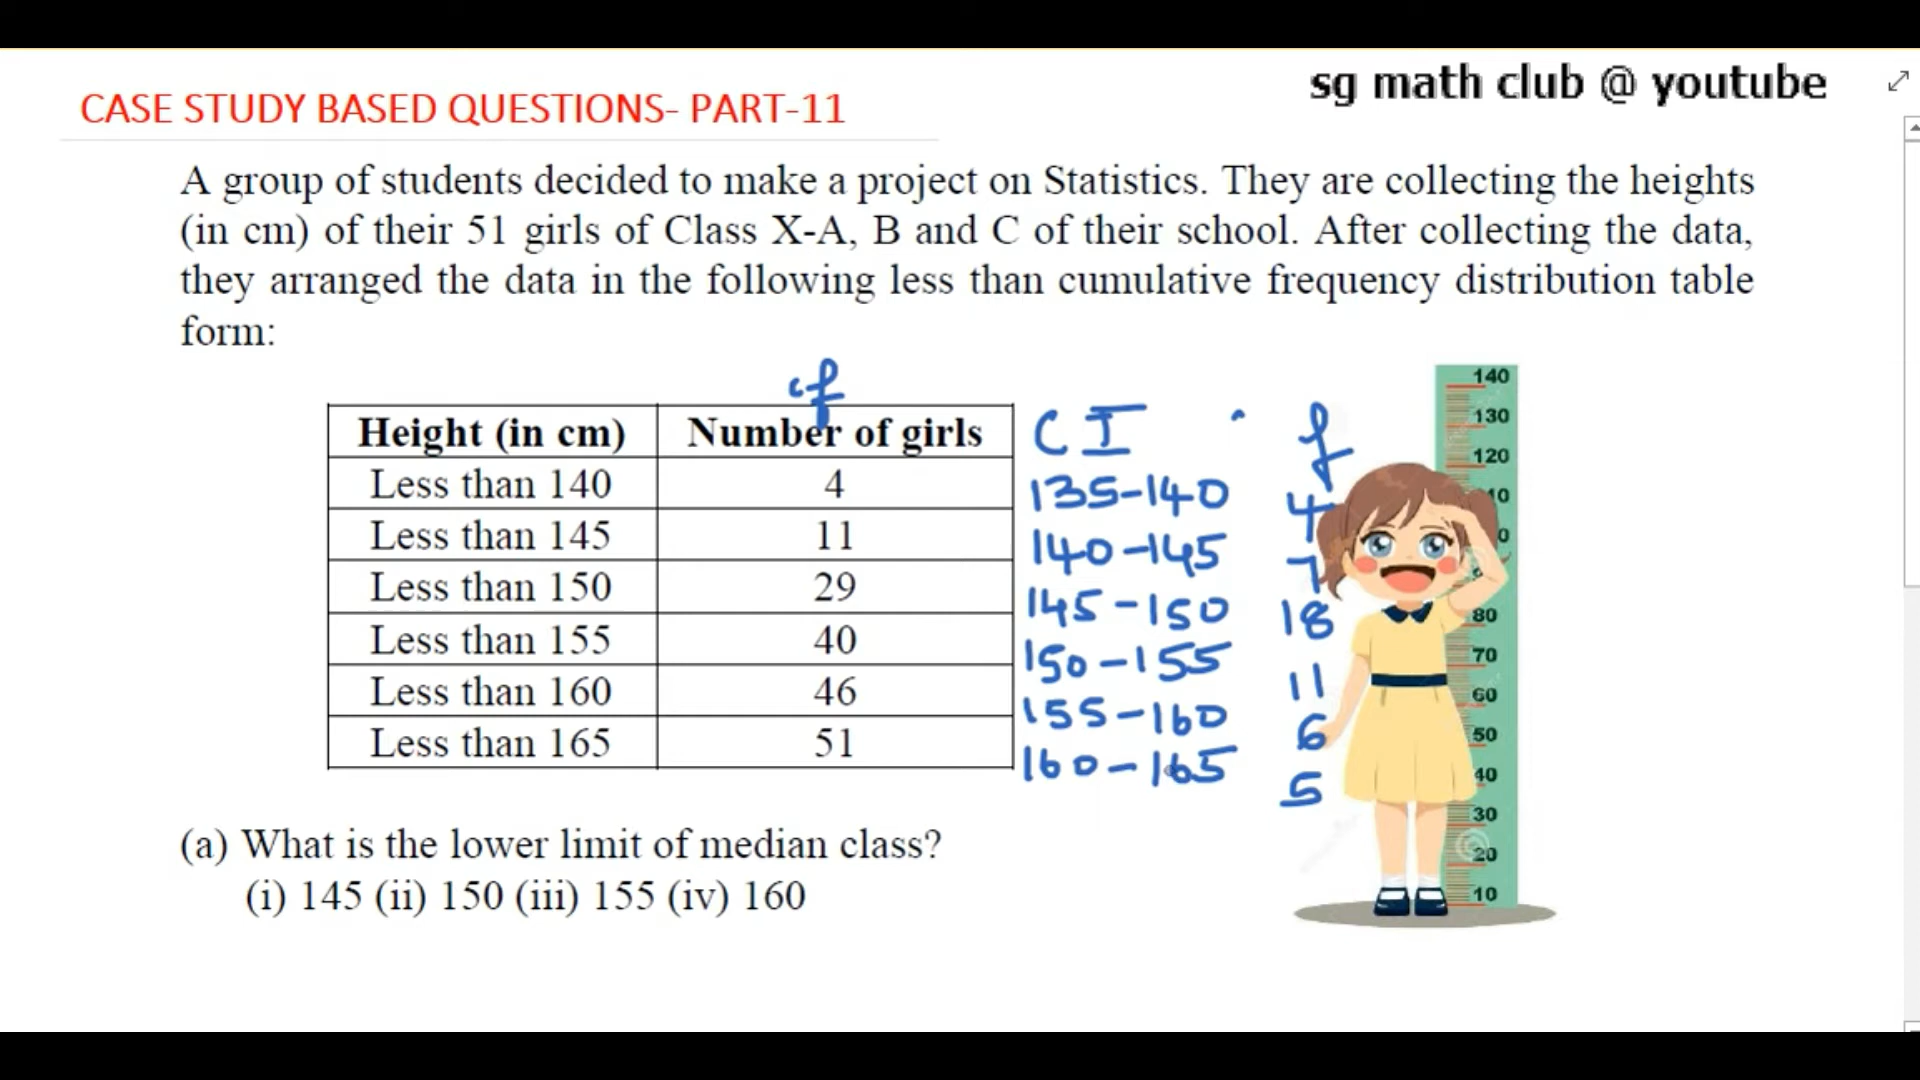 sg math club @ youtube
CASE STUDY BASED QUESTIONS- PART-11
A group of students decided to make a project on Statistics. They are collecting the heights
(in cm) of their 51 girls of Class X-A, B and C of their school. After collecting the data,
they arranged the data in the following less than cumulative frequency distribution table
form:
cf
Height (in cm) Number of girls CI f
Less than 140 4 135-140 4
Less than 145 11 140-145 7
Less than 150 29 145-150 18
Less than 155 40 150-155 11
Less than 160 46 155-160 6
Less than 165 51 160-165 5
140
130
120
80
70
60
50
40
30
20
10
(a) What is the lower limit of median class?
(i) 145 (ii) 150 (iii) 155 (iv) 160